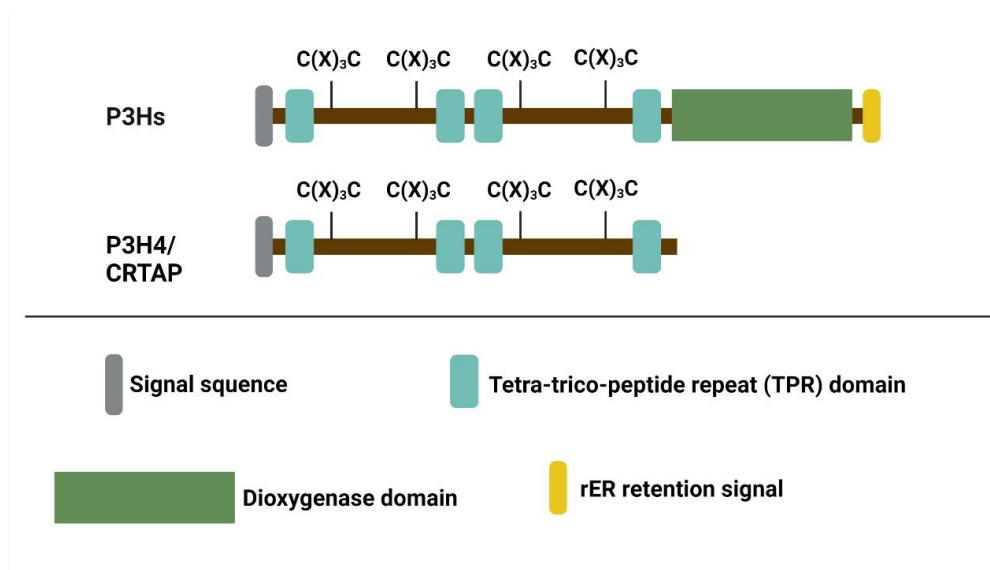 C(X)₃C C(X)₃C C(X)₃C C(X)₃C
P3Hs
C(X)₃C C(X)₃C C(X)₃C C(X)₃C
P3H4/
CRTAP
Signal squence
Tetra-trico-peptide repeat (TPR) domain
Dioxygenase domain
rER retention signal